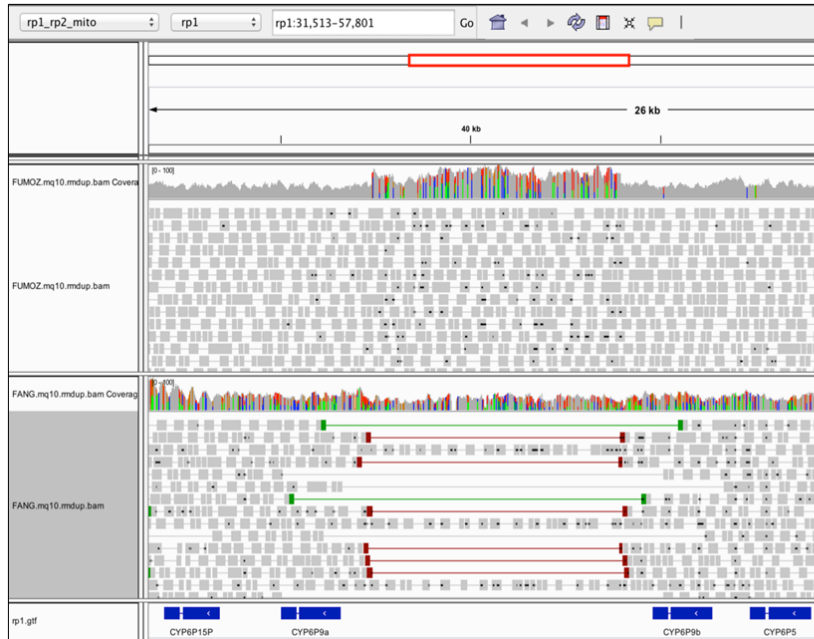 rp1_rp2_mito rp1 rp1:31,513-57,801 Go
26 kb
40 kb
FUMOZ.mq10.rmdup.bam Covera
[0 - 100]
FUMOZ.mq10.rmdup.bam
FANG.mq10.rmdup.bam Coverag
[0 - 100]
FANG.mq10.rmdup.bam
rp1.gtf
CYP6P15P CYP6P9a CYP6P9b CYP6P5